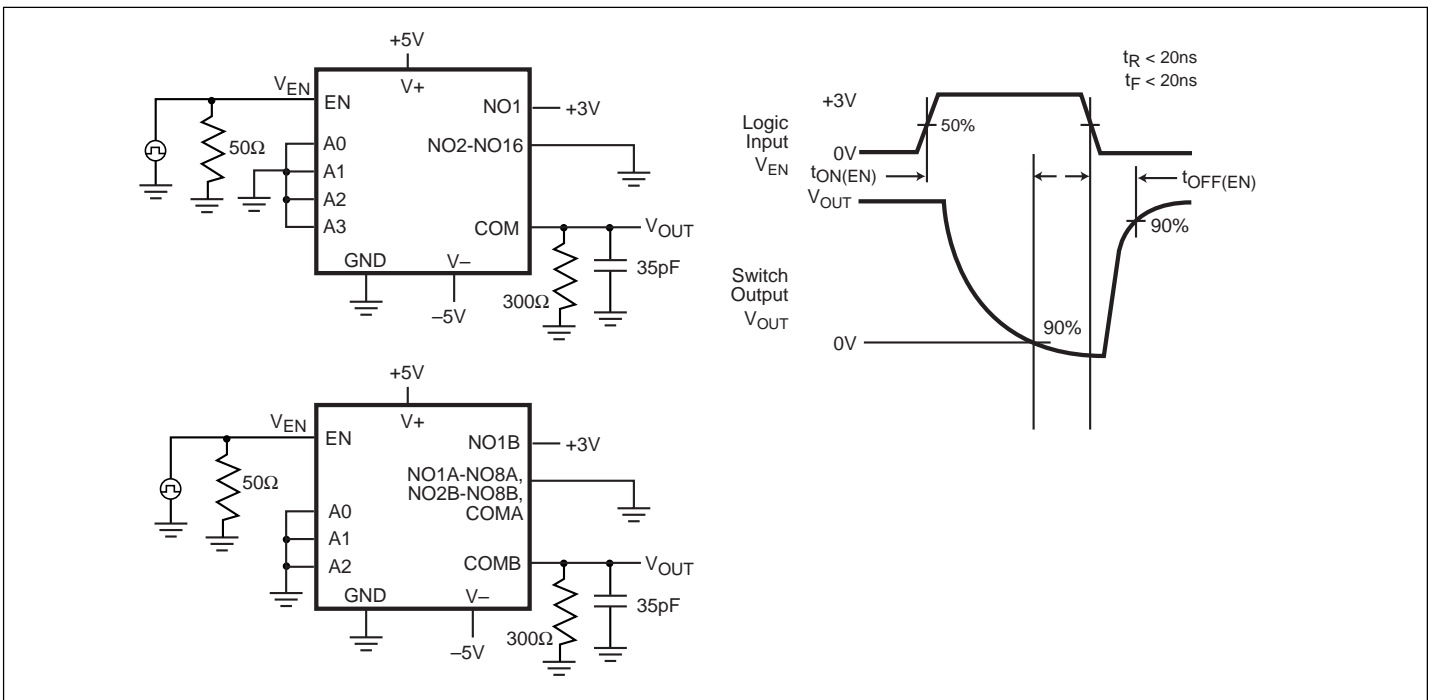 +5V
V+
VEN
EN
NO1
+3V
50Ω
A0
NO2-NO16
A1
A2
A3
COM
VOUT
GND
V–
35pF
300Ω
–5V
+5V
V+
VEN
EN
NO1B
+3V
50Ω
NO1A-NO8A,
NO2B-NO8B,
COMA
A0
A1
A2
COMB
VOUT
GND
V–
35pF
300Ω
–5V
tR < 20ns
tF < 20ns
+3V
Logic
Input
VEN
50%
0V
tON(EN)
tOFF(EN)
VOUT
90%
Switch
Output
VOUT
90%
0V